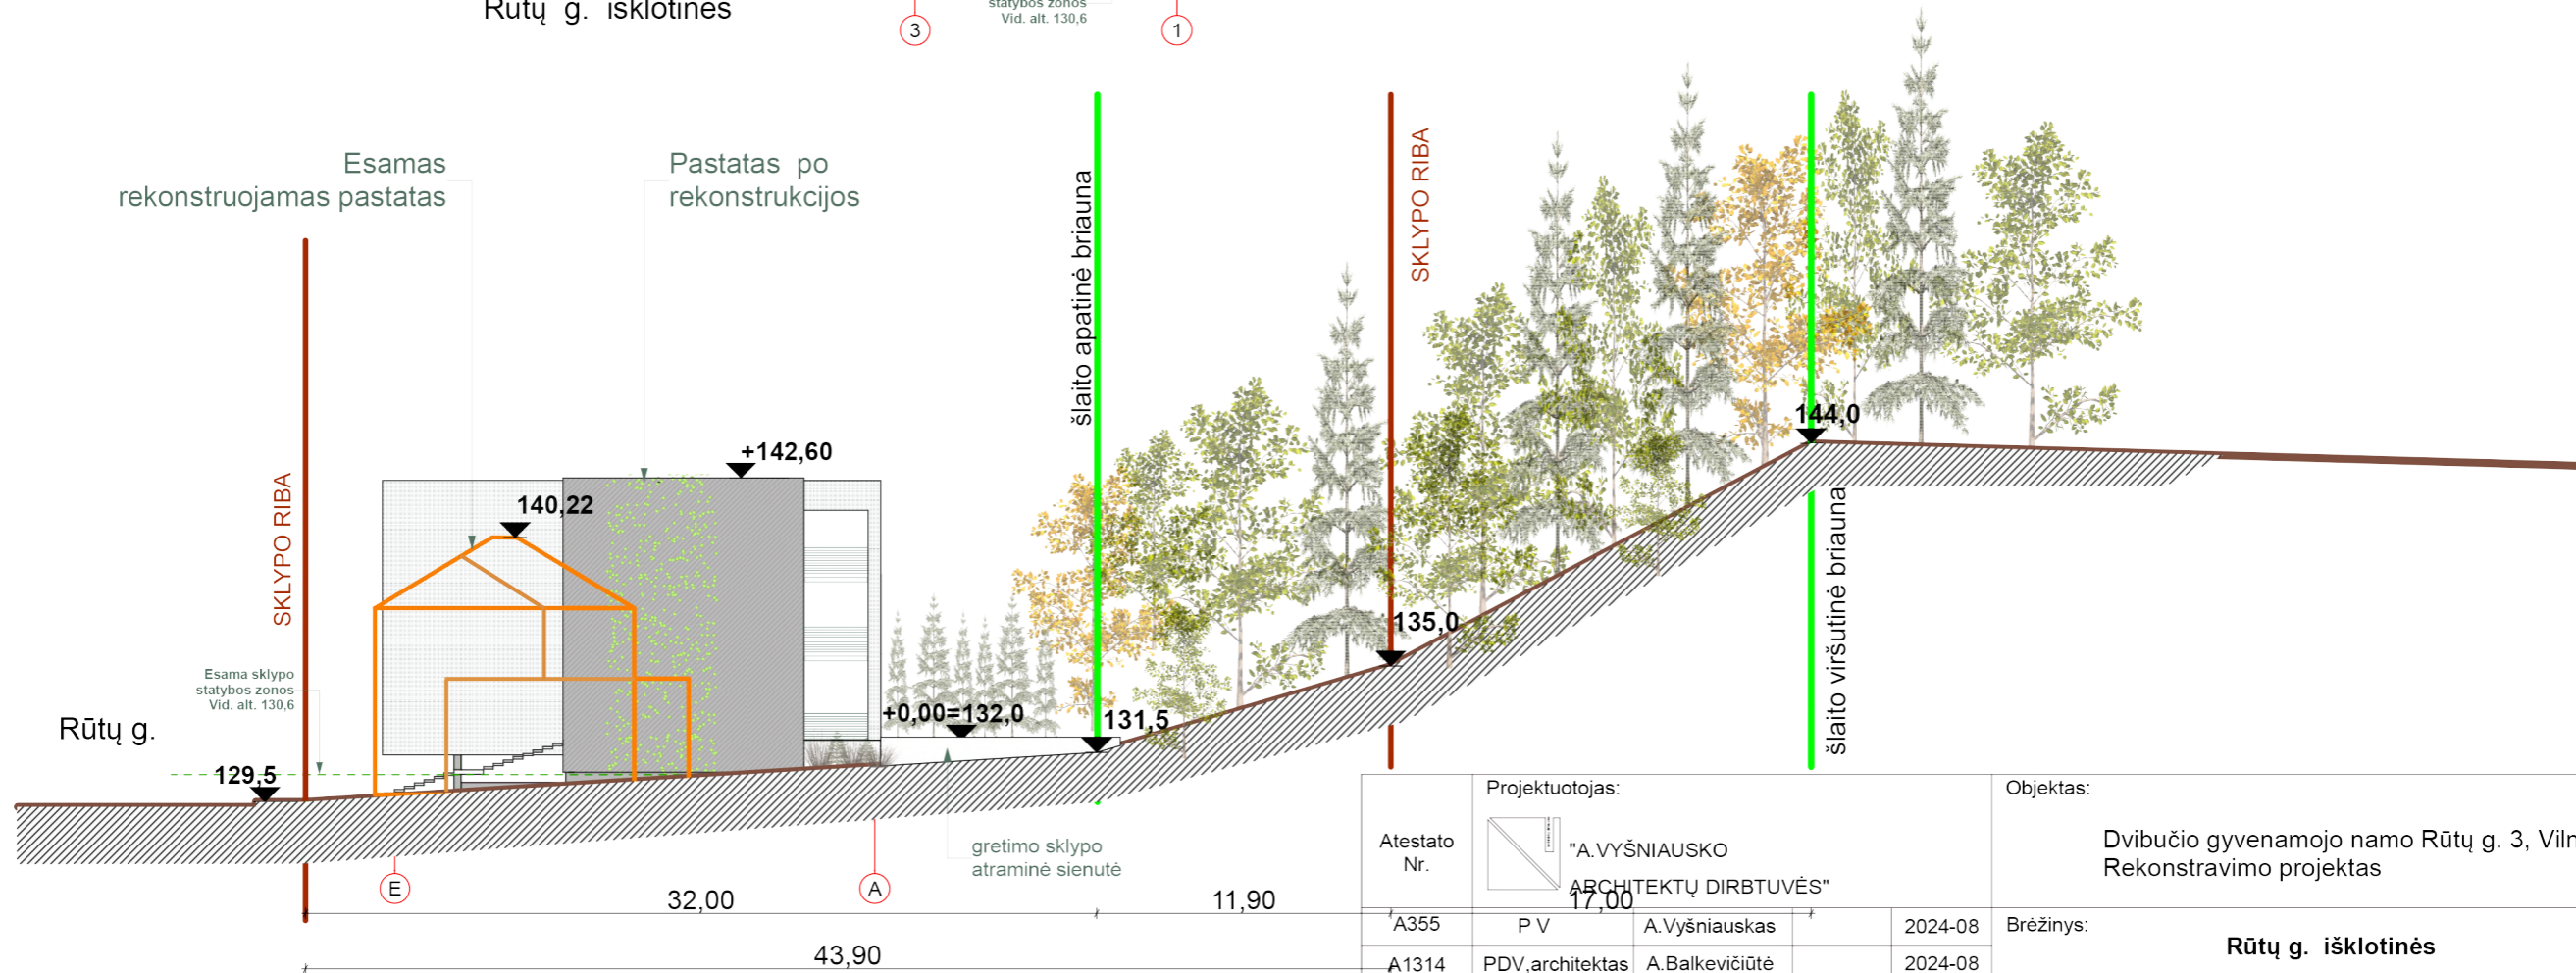 Rūtų g. išklotinės
statybos zonos
Vid. alt. 130,6
3
1
Esamas
rekonstruojamas pastatas
Pastatas po
rekonstrukcijos
SKLYPO RIBA
šlaito apatinė briauna
SKLYPO RIBA
144,0
+142,60
140,22
135,0
šlaito viršutinė briauna
Esama sklypo
statybos zonos
Vid. alt. 130,6
+0,00=132,0
131,5
Rūtų g.
129,5
gretimo sklypo
atraminė sienutė
E
A
32,00
11,90
17,00
43,90
Atestato
Nr.
Projektuotojas:
"A.VYŠNIAUSKO
ARCHITEKTŲ DIRBTUVĖS"
Objektas:
Dvibučio gyvenamojo namo Rūtų g. 3, Viln
Rekonstravimo projektas
A355 P V A.Vyšniauskas 2024-08
Brėžinys:
Rūtų g. išklotinės
A1314 PDV,architektas A.Balkevičiūtė 2024-08